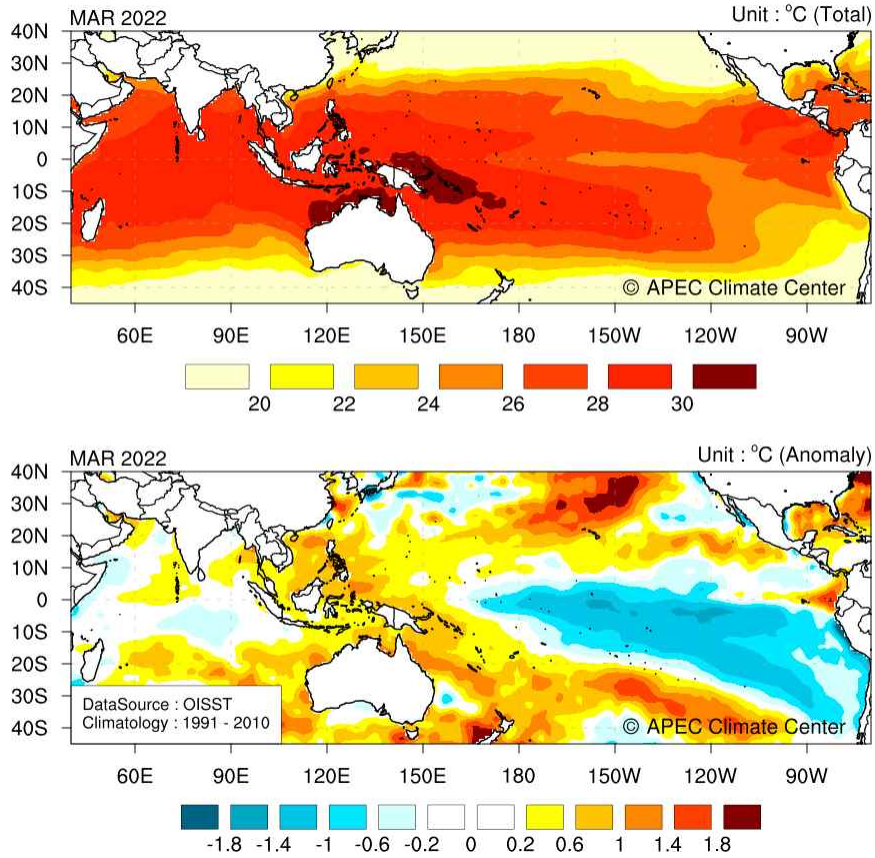 MAR 2022 Unit : °C (Total)
40N
30N
20N
10N
0
10S
20S
30S
40S
© APEC Climate Center
60E 90E 120E 150E 180 150W 120W 90W
20 22 24 26 28 30
MAR 2022 Unit : °C (Anomaly)
40N
30N
20N
10N
0
10S
20S
30S
40S
DataSource : OISST
Climatology : 1991 - 2010
© APEC Climate Center
60E 90E 120E 150E 180 150W 120W 90W
-1.8 -1.4 -1 -0.6 -0.2 0 0.2 0.6 1 1.4 1.8